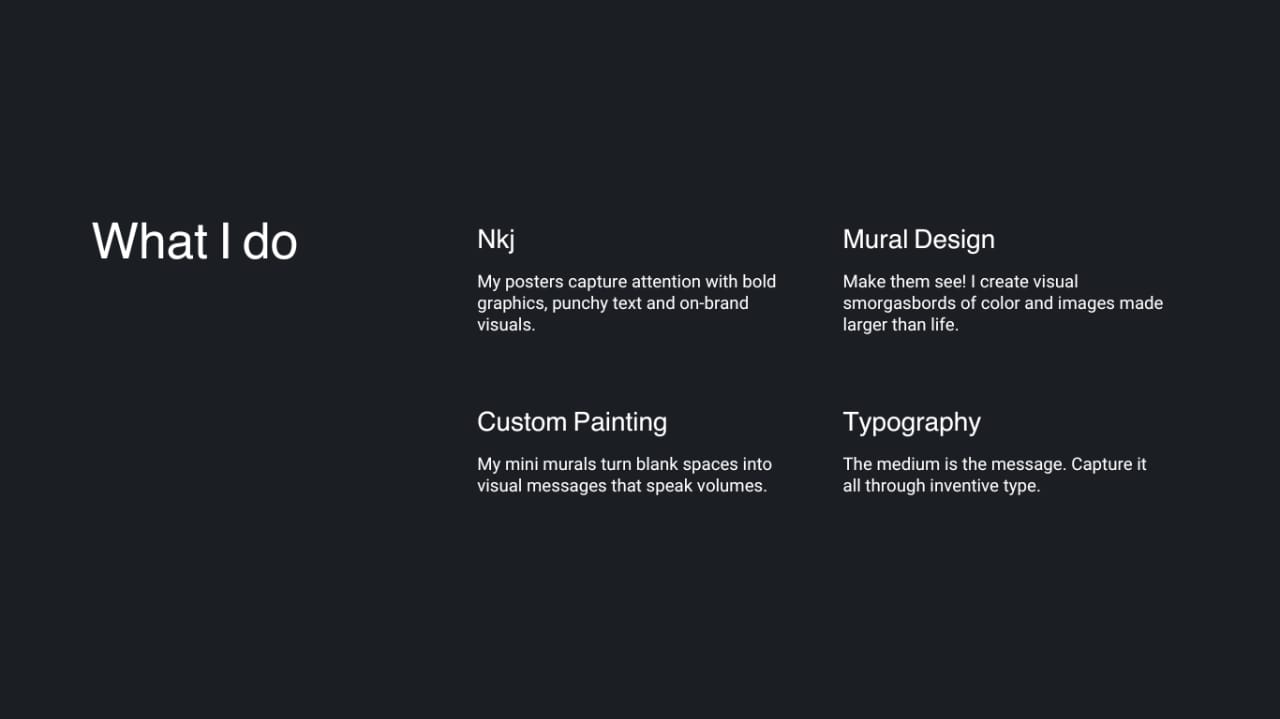 What I do
Nkj
My posters capture attention with bold
graphics, punchy text and on-brand
visuals.
Mural Design
Make them see! I create visual
smorgasbords of color and images made
larger than life.
Custom Painting
My mini murals turn blank spaces into
visual messages that speak volumes.
Typography
The medium is the message. Capture it
all through inventive type.